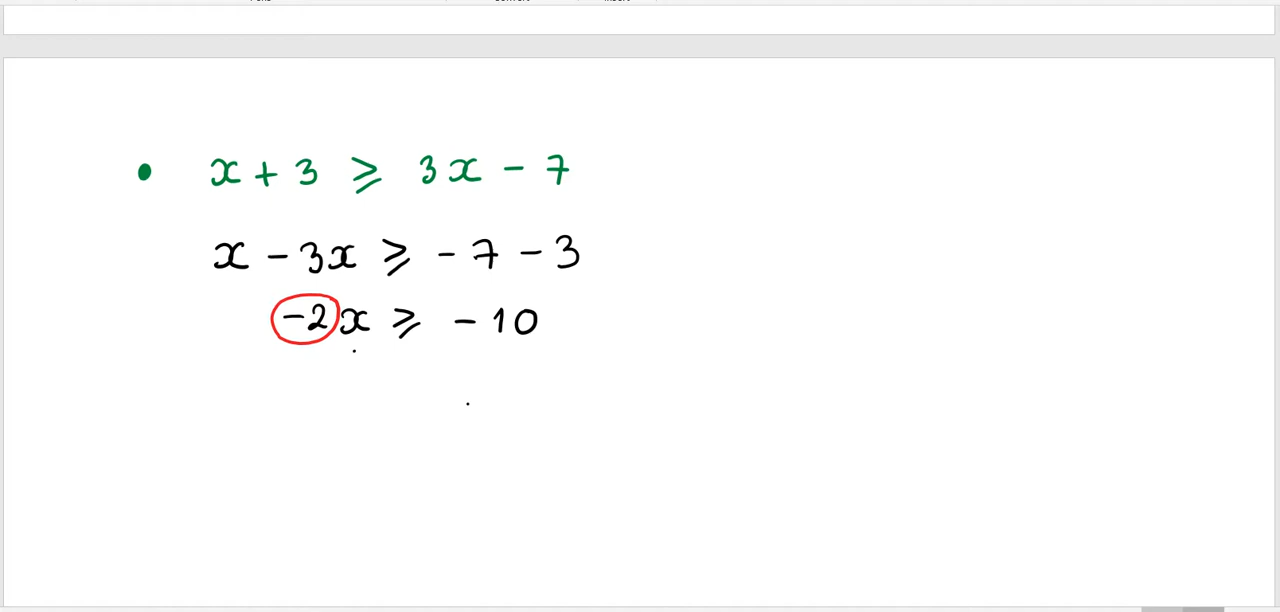 • x + 3 ⩾ 3x - 7
x - 3x ⩾ - 7 - 3
-2x ⩾ - 10